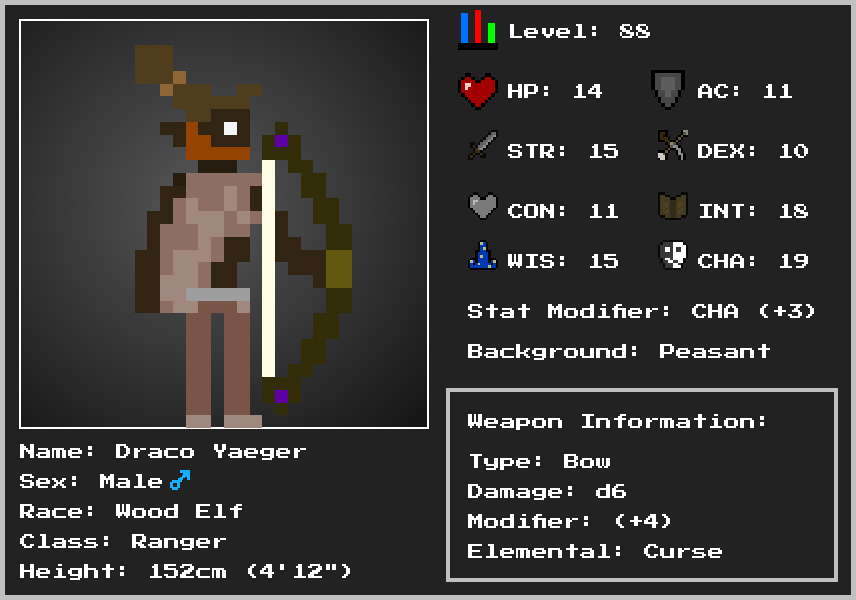 Level: 88
HP: 14 AC: 11
STR: 15 DEX: 10
CON: 11 INT: 18
WIS: 15 CHA: 19
Stat Modifier: CHA (+3)
Background: Peasant
Weapon Information:
Type: Bow
Damage: d6
Modifier: (+4)
Elemental: Curse
Name: Draco Yaeger
Sex: Male ♂
Race: Wood Elf
Class: Ranger
Height: 152cm (4'12")